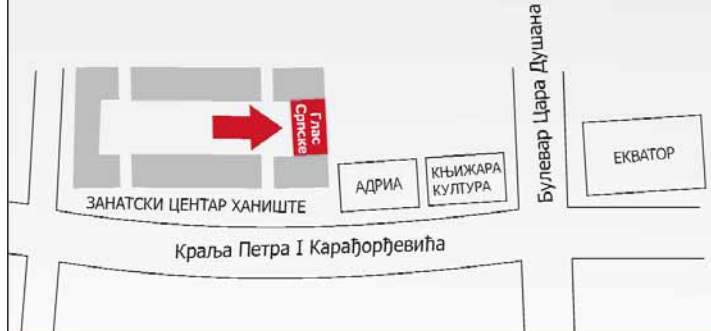 Глас
Српске
Булевар Цара Душана
АДРИА
КЊИЖАРА
КУЛТУРА
ЕКВАТОР
ЗАНАТСКИ ЦЕНТАР ХАНИШТЕ
Краља Петра I Карађорђевића